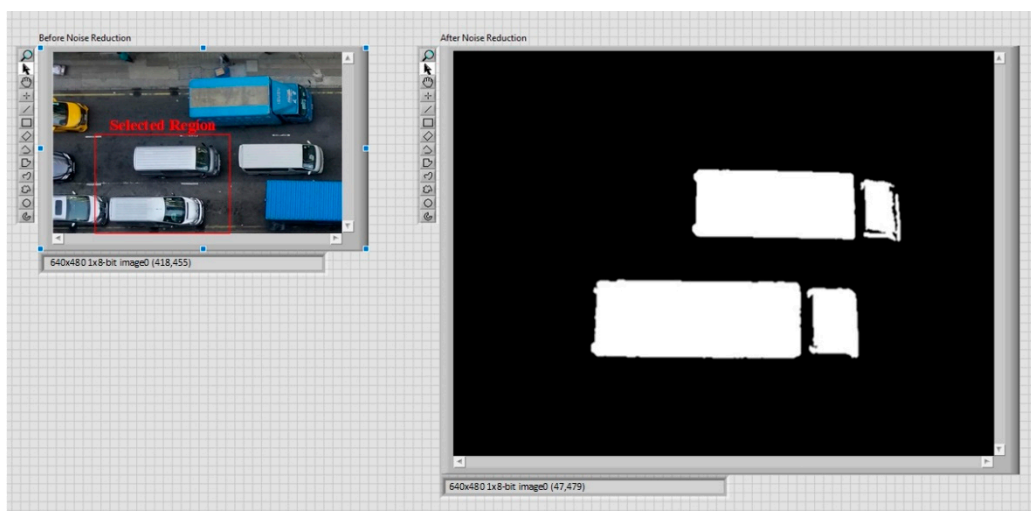 Before Noise Reduction
After Noise Reduction
Selected Region
640x480 1x8-bit image0 (418,455)
640x480 1x8-bit image0 (47,479)